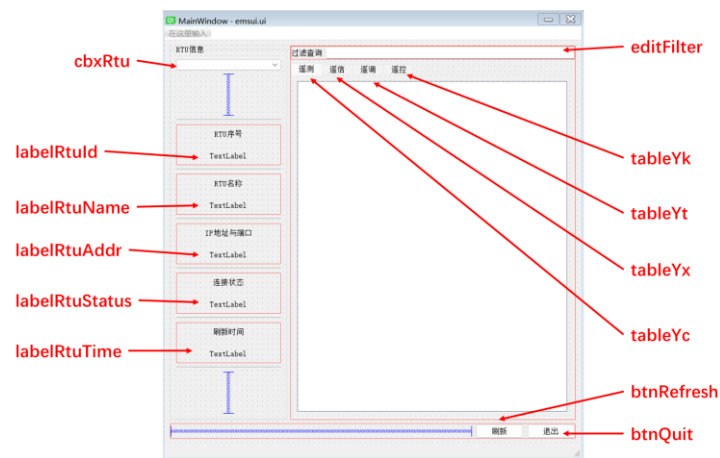 MainWindow - emsui.ui
在这里输入
RTU信息
cbxRtu
过滤查询
editFilter
遥测 遥信 遥调 遥控
RTU序号
labelRtuId
TextLabel
tableYk
RTU名称
labelRtuName
TextLabel
tableYt
IP地址与端口
labelRtuAddr
TextLabel
tableYx
连接状态
labelRtuStatus
TextLabel
刷新时间
tableYc
labelRtuTime
TextLabel
btnRefresh
刷新 退出
btnQuit